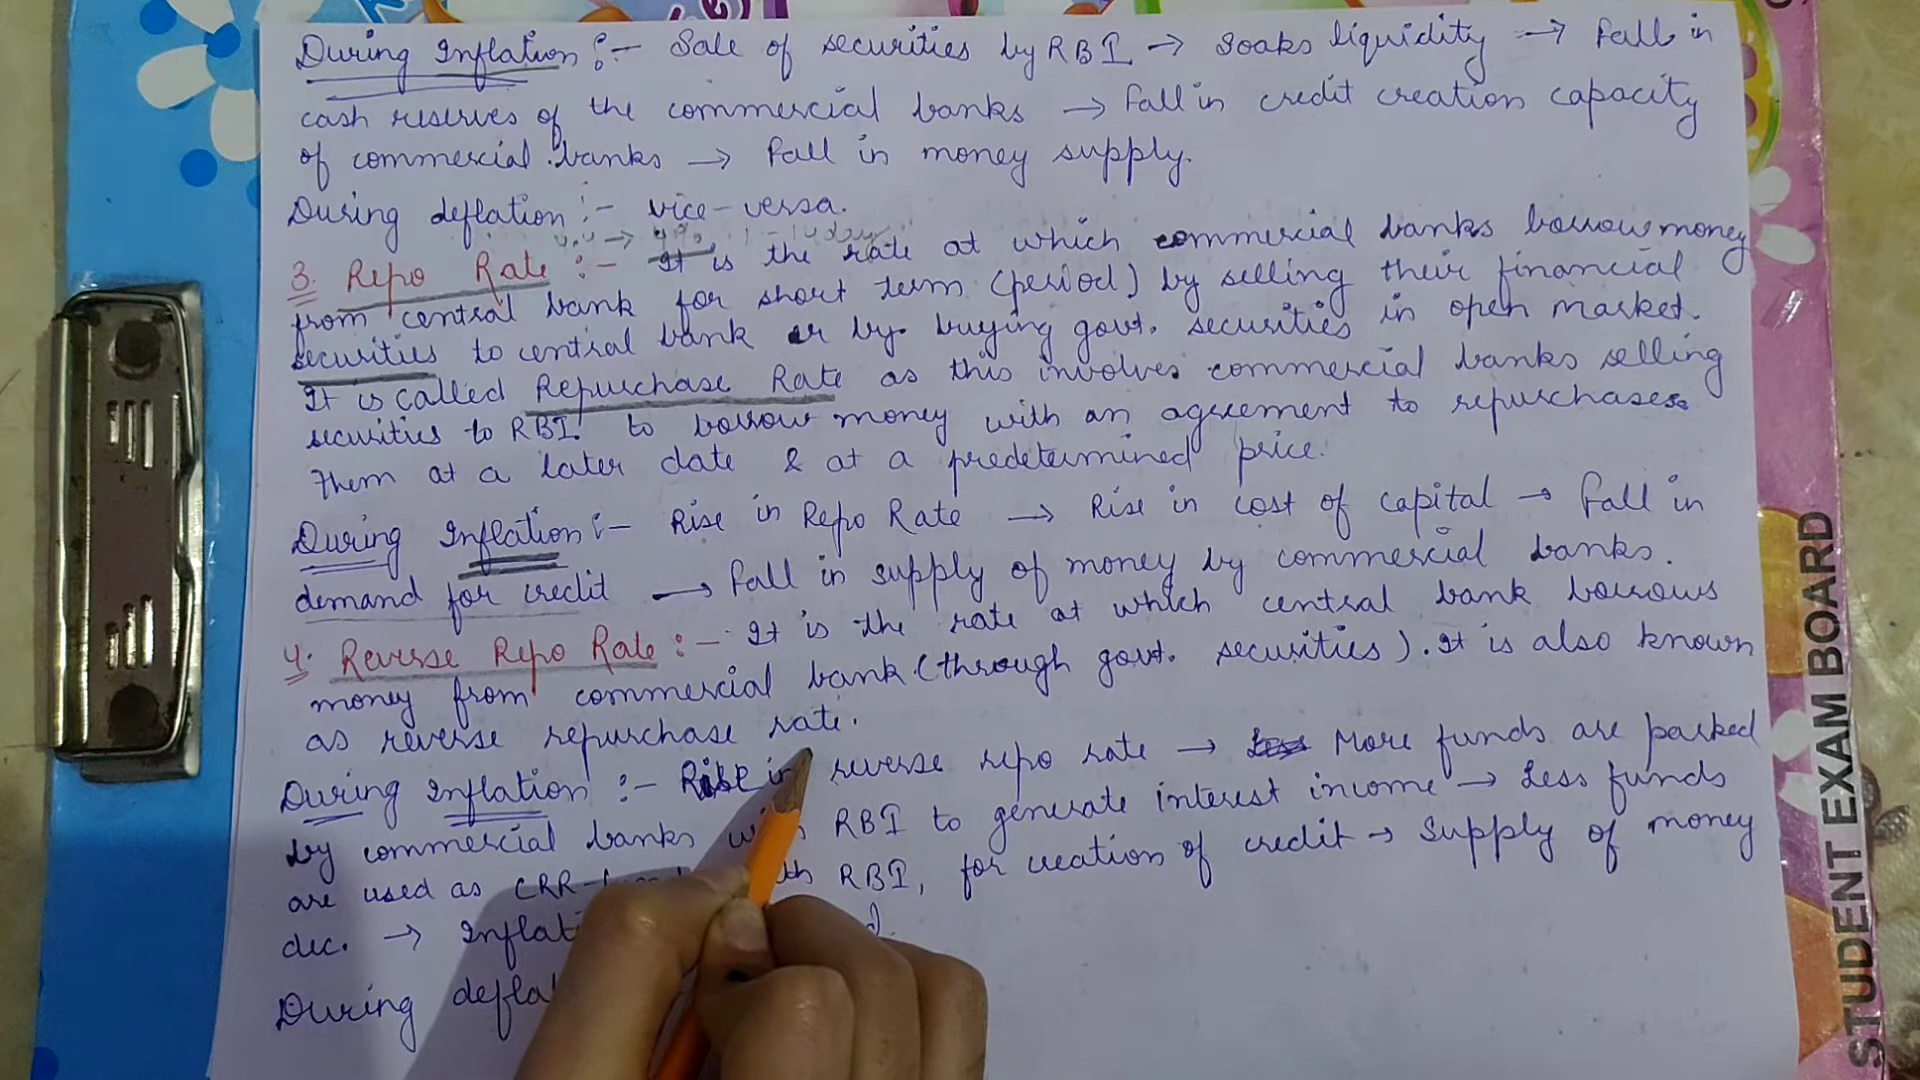 During Inflation :- Sale of securities by RBI → Soaks liquidity → Fall in
cash reserves of the commercial banks → Fall in credit creation capacity
of commercial banks → Fall in money supply.
During deflation :- vice-versa.
3. Repo Rate :- It is the rate at which commercial banks borrow money
from central bank for short term (period) by selling their financial
securities to central bank or by buying govt. securities in open market.
It is called Repurchase Rate as this involves commercial banks selling
securities to RBI to borrow money with an agreement to repurchases
them at a later date & at a predetermined price.
During Inflation :- Rise in Repo Rate → Rise in cost of capital → Fall in
demand for credit → Fall in supply of money by commercial banks.
4. Reverse Repo Rate :- It is the rate at which central bank borrows
money from commercial bank (through govt. securities). It is also known
as reverse repurchase rate.
During Inflation :- Rise in reverse repo rate → More funds are parked
by commercial banks RBI to generate interest income → Less funds
are used as CRR RBI, for creation of credit → Supply of money
dec. →
During
STUDENT EXAM BOARD